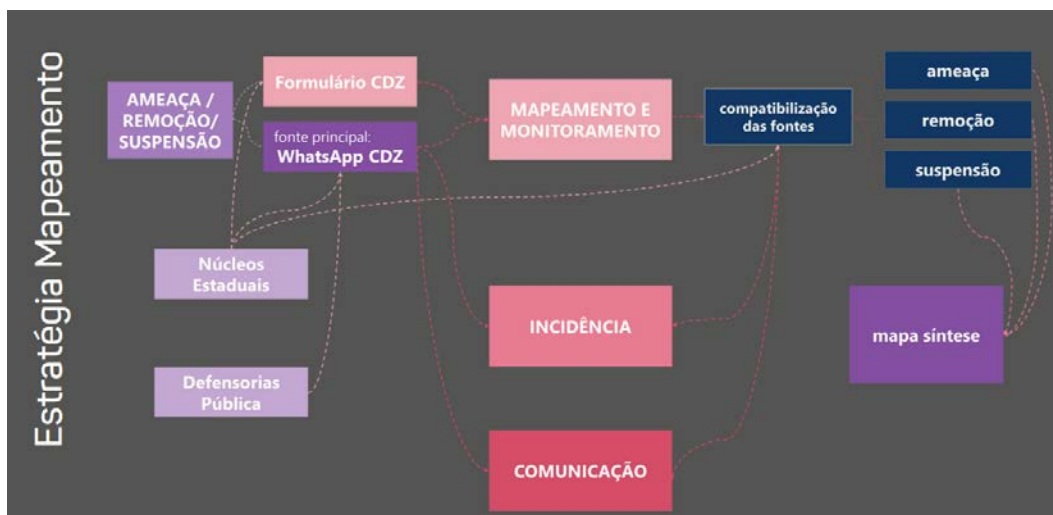 Estratégia Mapeamento
AMEAÇA /
REMOÇÃO/
SUSPENSÃO
Formulário CDZ
fonte principal:
WhatsApp CDZ
Núcleos
Estaduais
Defensorias
Pública
MAPEAMENTO E
MONITORAMENTO
INCIDÊNCIA
COMUNICAÇÃO
compatibilização
das fontes
ameaça
remoção
suspensão
mapa síntese